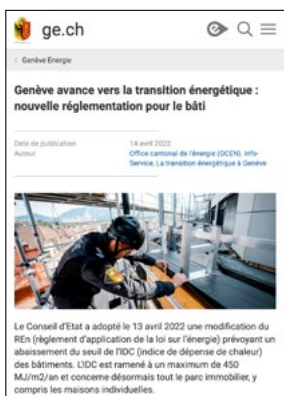 ge.ch
< Genève Energie
Genève avance vers la transition énergétique :
nouvelle réglementation pour le bâti
Date de publication
14 avril 2022
Auteur
Office cantonal de l'énergie (OCEN), Info-
Service, La transition énergétique à Genève
Le Conseil d'Etat a adopté le 13 avril 2022 une modification du
REn (règlement d'application de la loi sur l'énergie) prévoyant un
abaissement du seuil de l'IDC (indice de dépense de chaleur)
des bâtiments. L'IDC est ramené à un maximum de 450
MJ/m2/an et concerne désormais tout le parc immobilier, y
compris les maisons individuelles.